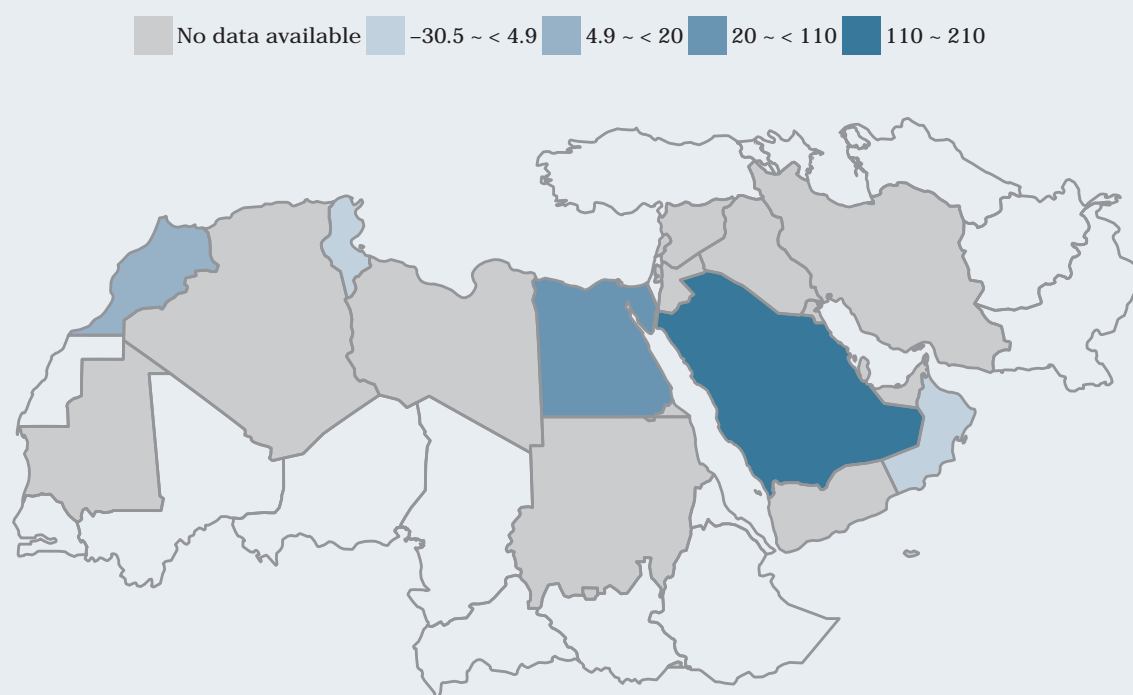 No data available −30.5 ~ < 4.9 4.9 ~ < 20 20 ~ < 110 110 ~ 210